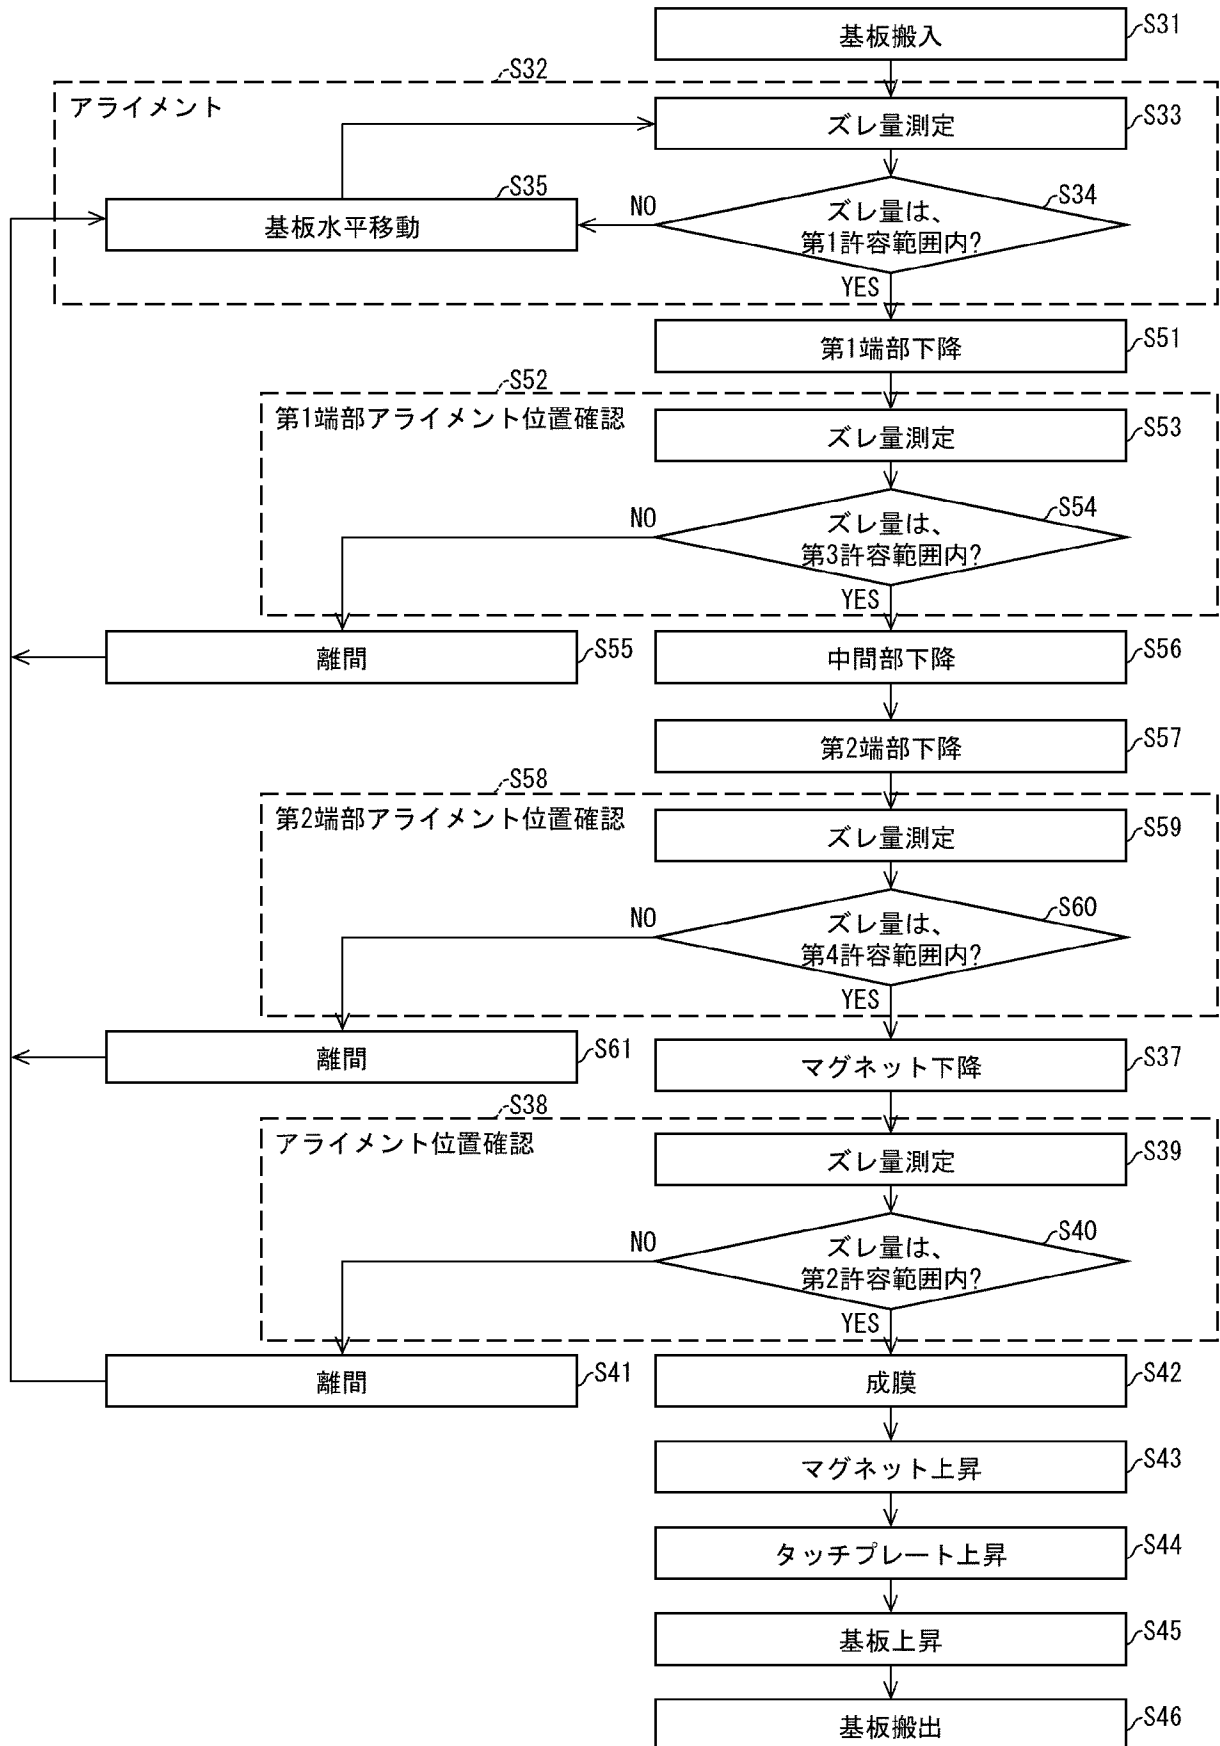 基板搬入
S31
S32
アライメント
ズレ量測定
S33
S35
基板水平移動
NO
ズレ量は、
第1許容範囲内?
S34
YES
第1端部下降
S51
S52
第1端部アライメント位置確認
ズレ量測定
S53
NO
ズレ量は、
第3許容範囲内?
S54
YES
離間
S55
中間部下降
S56
第2端部下降
S57
S58
第2端部アライメント位置確認
ズレ量測定
S59
NO
ズレ量は、
第4許容範囲内?
S60
YES
離間
S61
マグネット下降
S37
S38
アライメント位置確認
ズレ量測定
S39
NO
ズレ量は、
第2許容範囲内?
S40
YES
離間
S41
成膜
S42
マグネット上昇
S43
タッチプレート上昇
S44
基板上昇
S45
基板搬出
S46